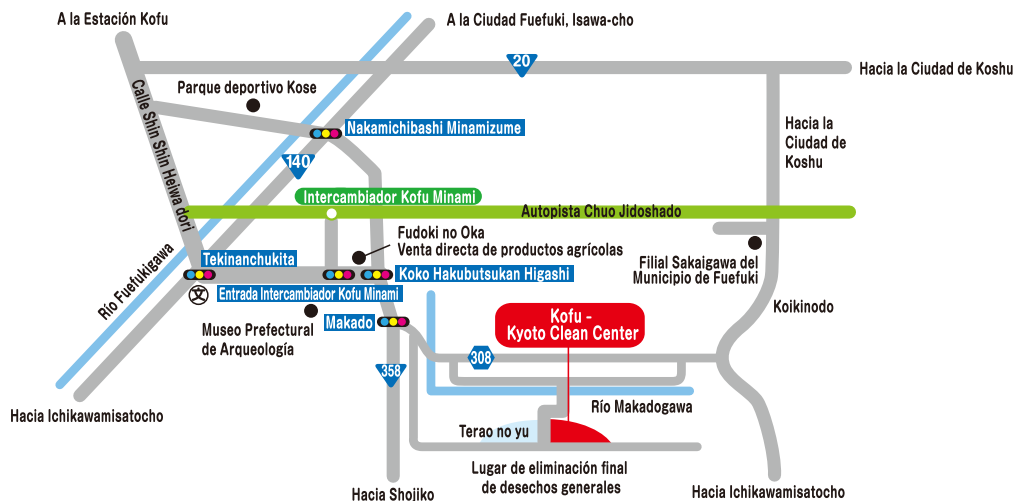 A la Estación Kofu
A la Ciudad Fuefuki, Isawa-cho
20
Hacia la Ciudad de Koshu
Calle Shin Shin Heiwa dori
Parque deportivo Kose
Nakamichibashi Minamizume
Hacia la
Ciudad de
Koshu
140
Intercambiador Kofu Minami
Autopista Chuo Jidoshado
Fudoki no Oka
Venta directa de productos agrícolas
Río Fuefukigawa
Tekinanchukita
Koko Hakubutsukan Higashi
Filial Sakaigawa del
Municipio de Fuefuki
文
Entrada Intercambiador Kofu Minami
Koikinodo
Museo Prefectural
de Arqueología
Makado
Kofu -
Kyoto Clean Center
308
358
Río Makadogawa
Hacia Ichikawamisatocho
Terao no yu
Lugar de eliminación final
de desechos generales
Hacia Shojiko
Hacia Ichikawamisatocho